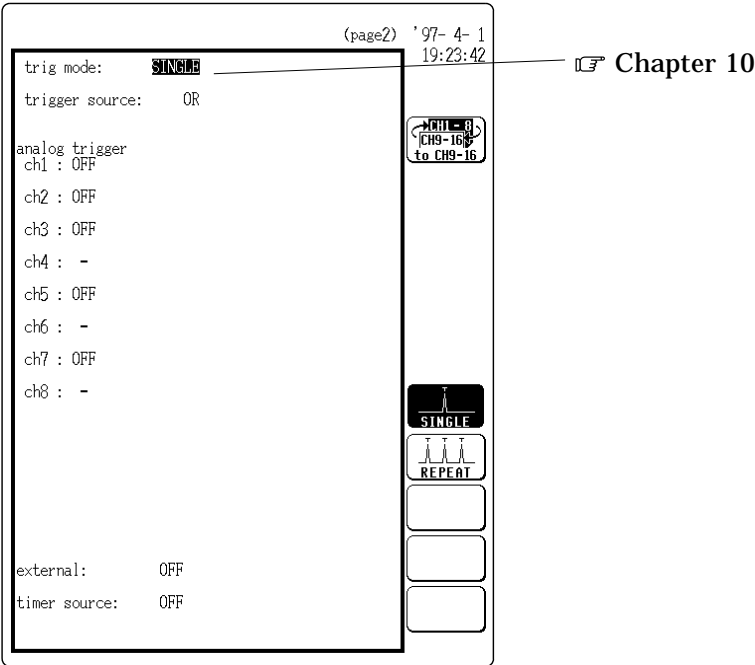 (page2) '97- 4- 1
19:23:42
trig mode: SINGLE
☞ Chapter 10
trigger source: OR
CH1 - 8
CH9-16
to CH9-16
analog trigger
ch1 : OFF
ch2 : OFF
ch3 : OFF
ch4 : -
ch5 : OFF
ch6 : -
ch7 : OFF
ch8 : -
T
SINGLE
T T T
REPEAT
external: OFF
timer source: OFF